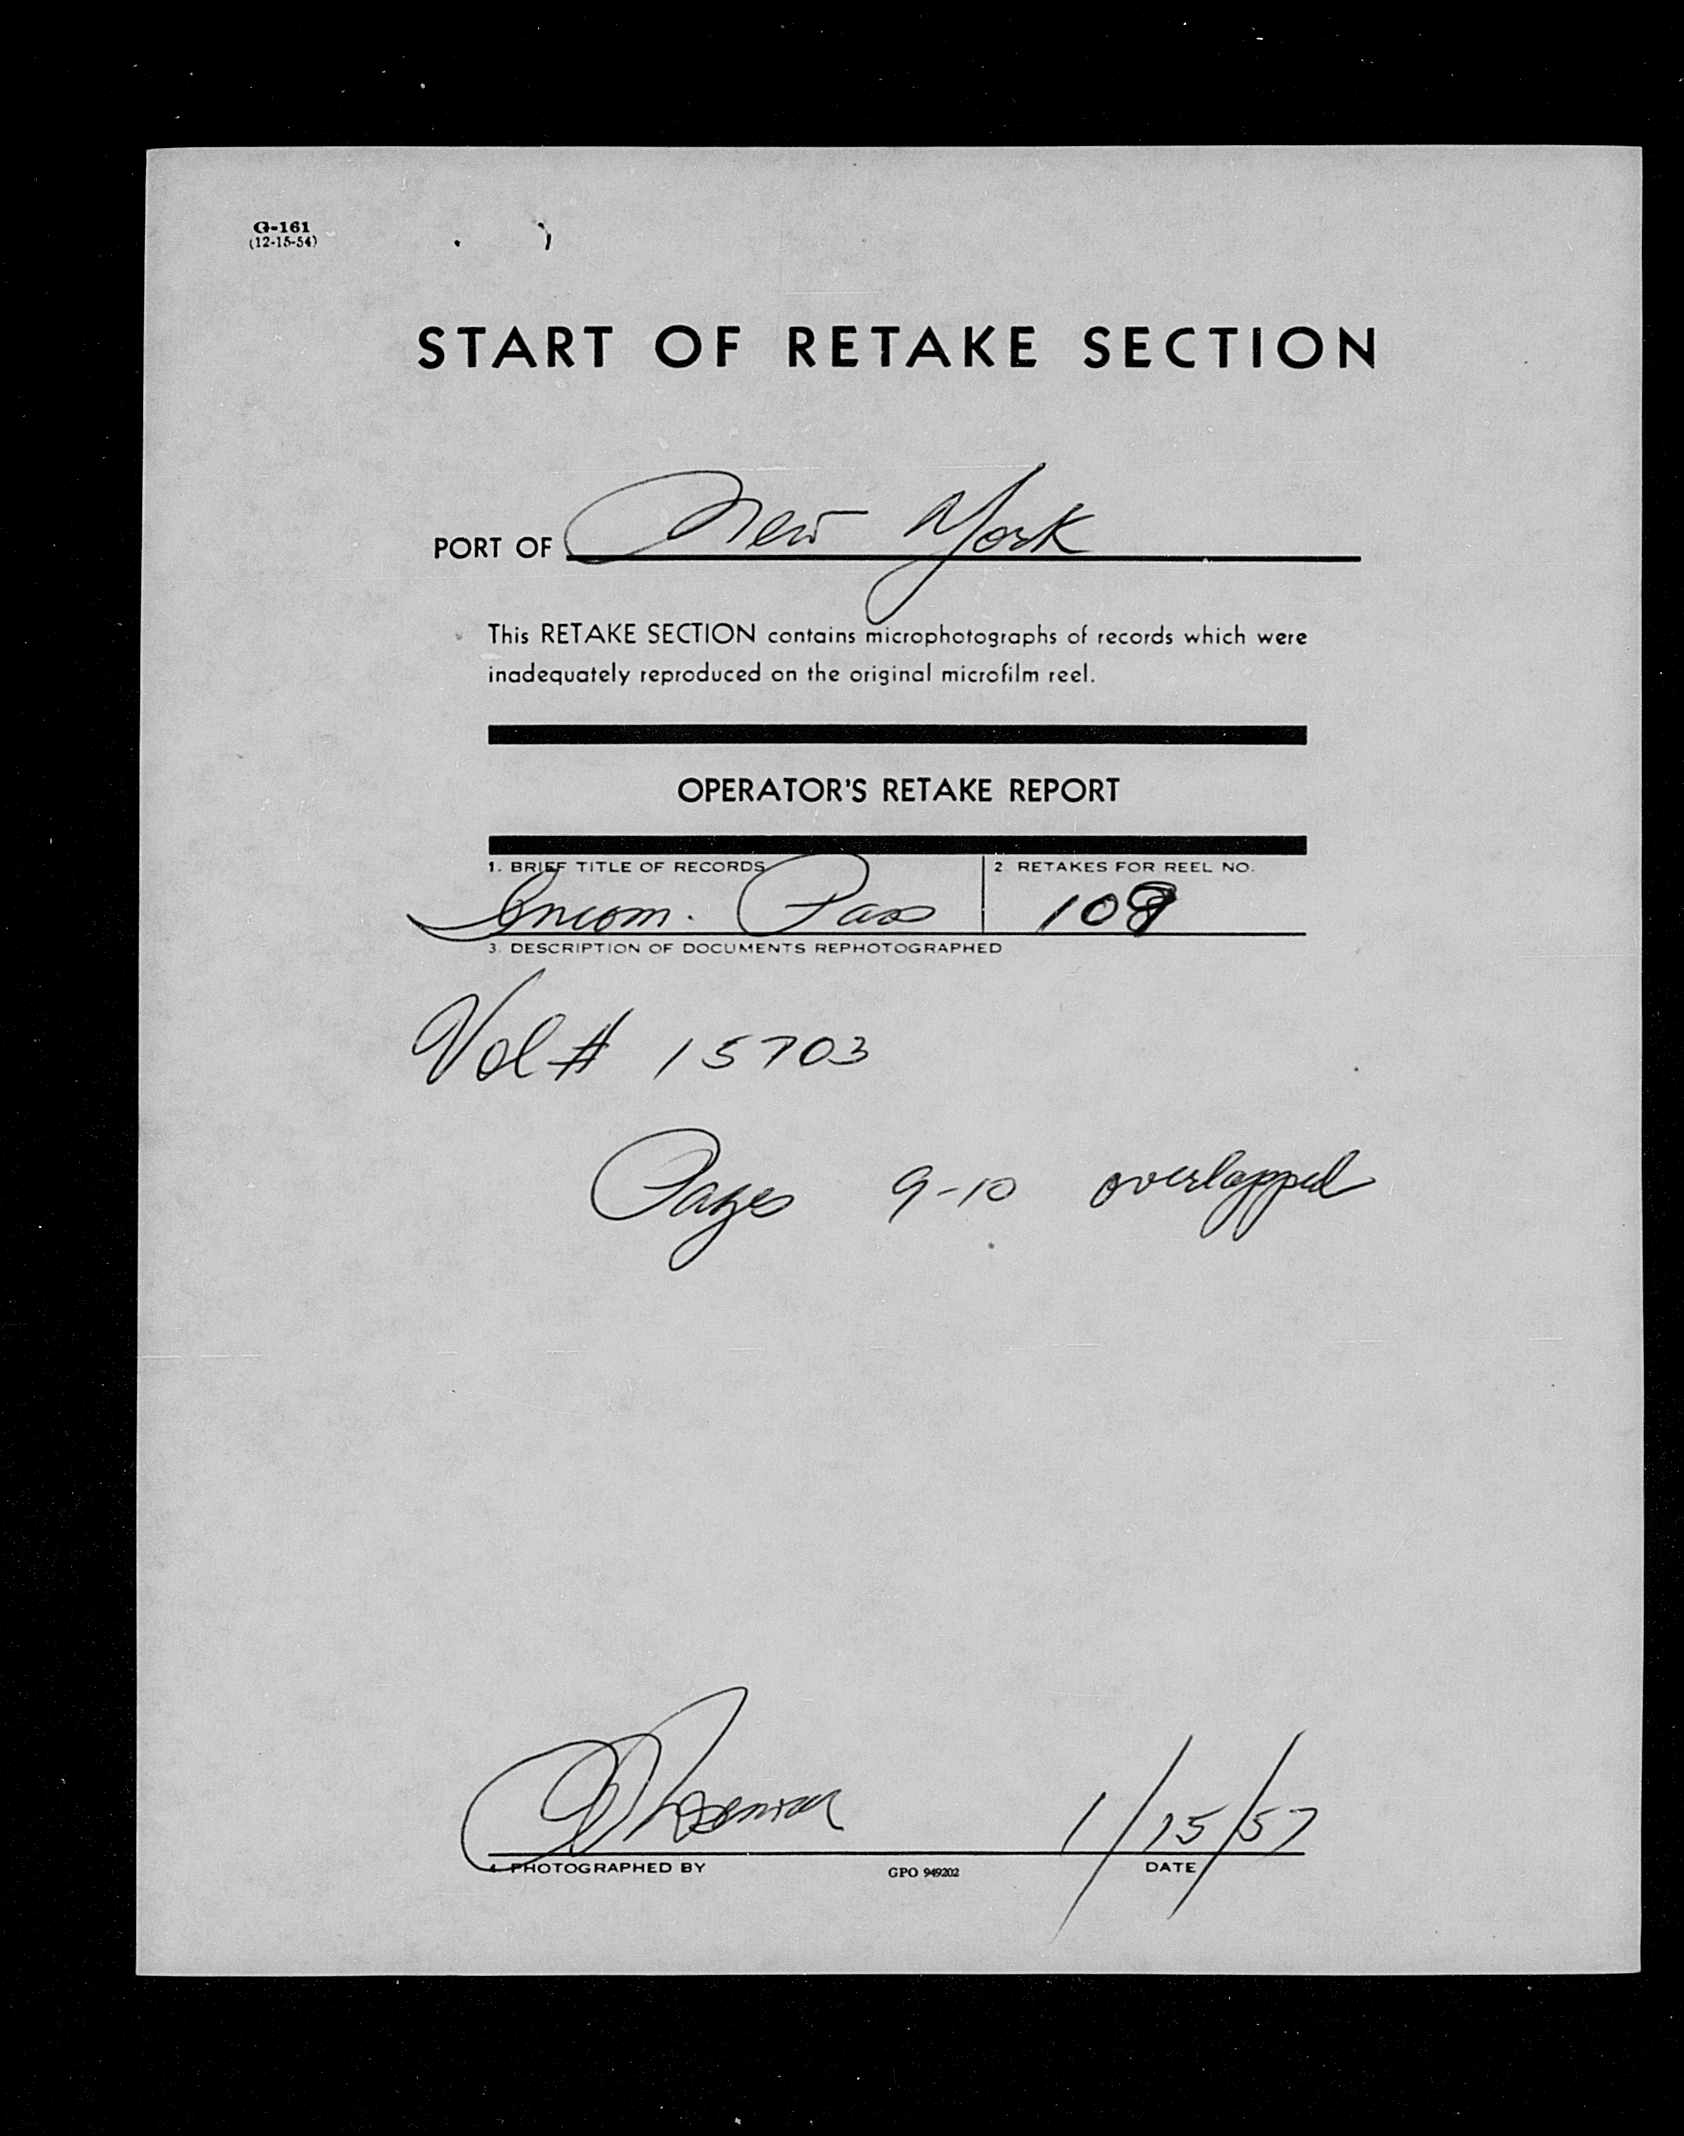 G-161
(12-15-54)
START OF RETAKE SECTION
PORT OF New York
This RETAKE SECTION contains microphotographs of records which were
inadequately reproduced on the original microfilm reel.
OPERATOR'S RETAKE REPORT
1. BRIEF TITLE OF RECORDS 2. RETAKES FOR REEL NO.
Incom. Pass 108
3. DESCRIPTION OF DOCUMENTS REPHOTOGRAPHED
Vol # 15703
Pages 9-10 overlapped
1/15/57
4. PHOTOGRAPHED BY GPO 949202 DATE